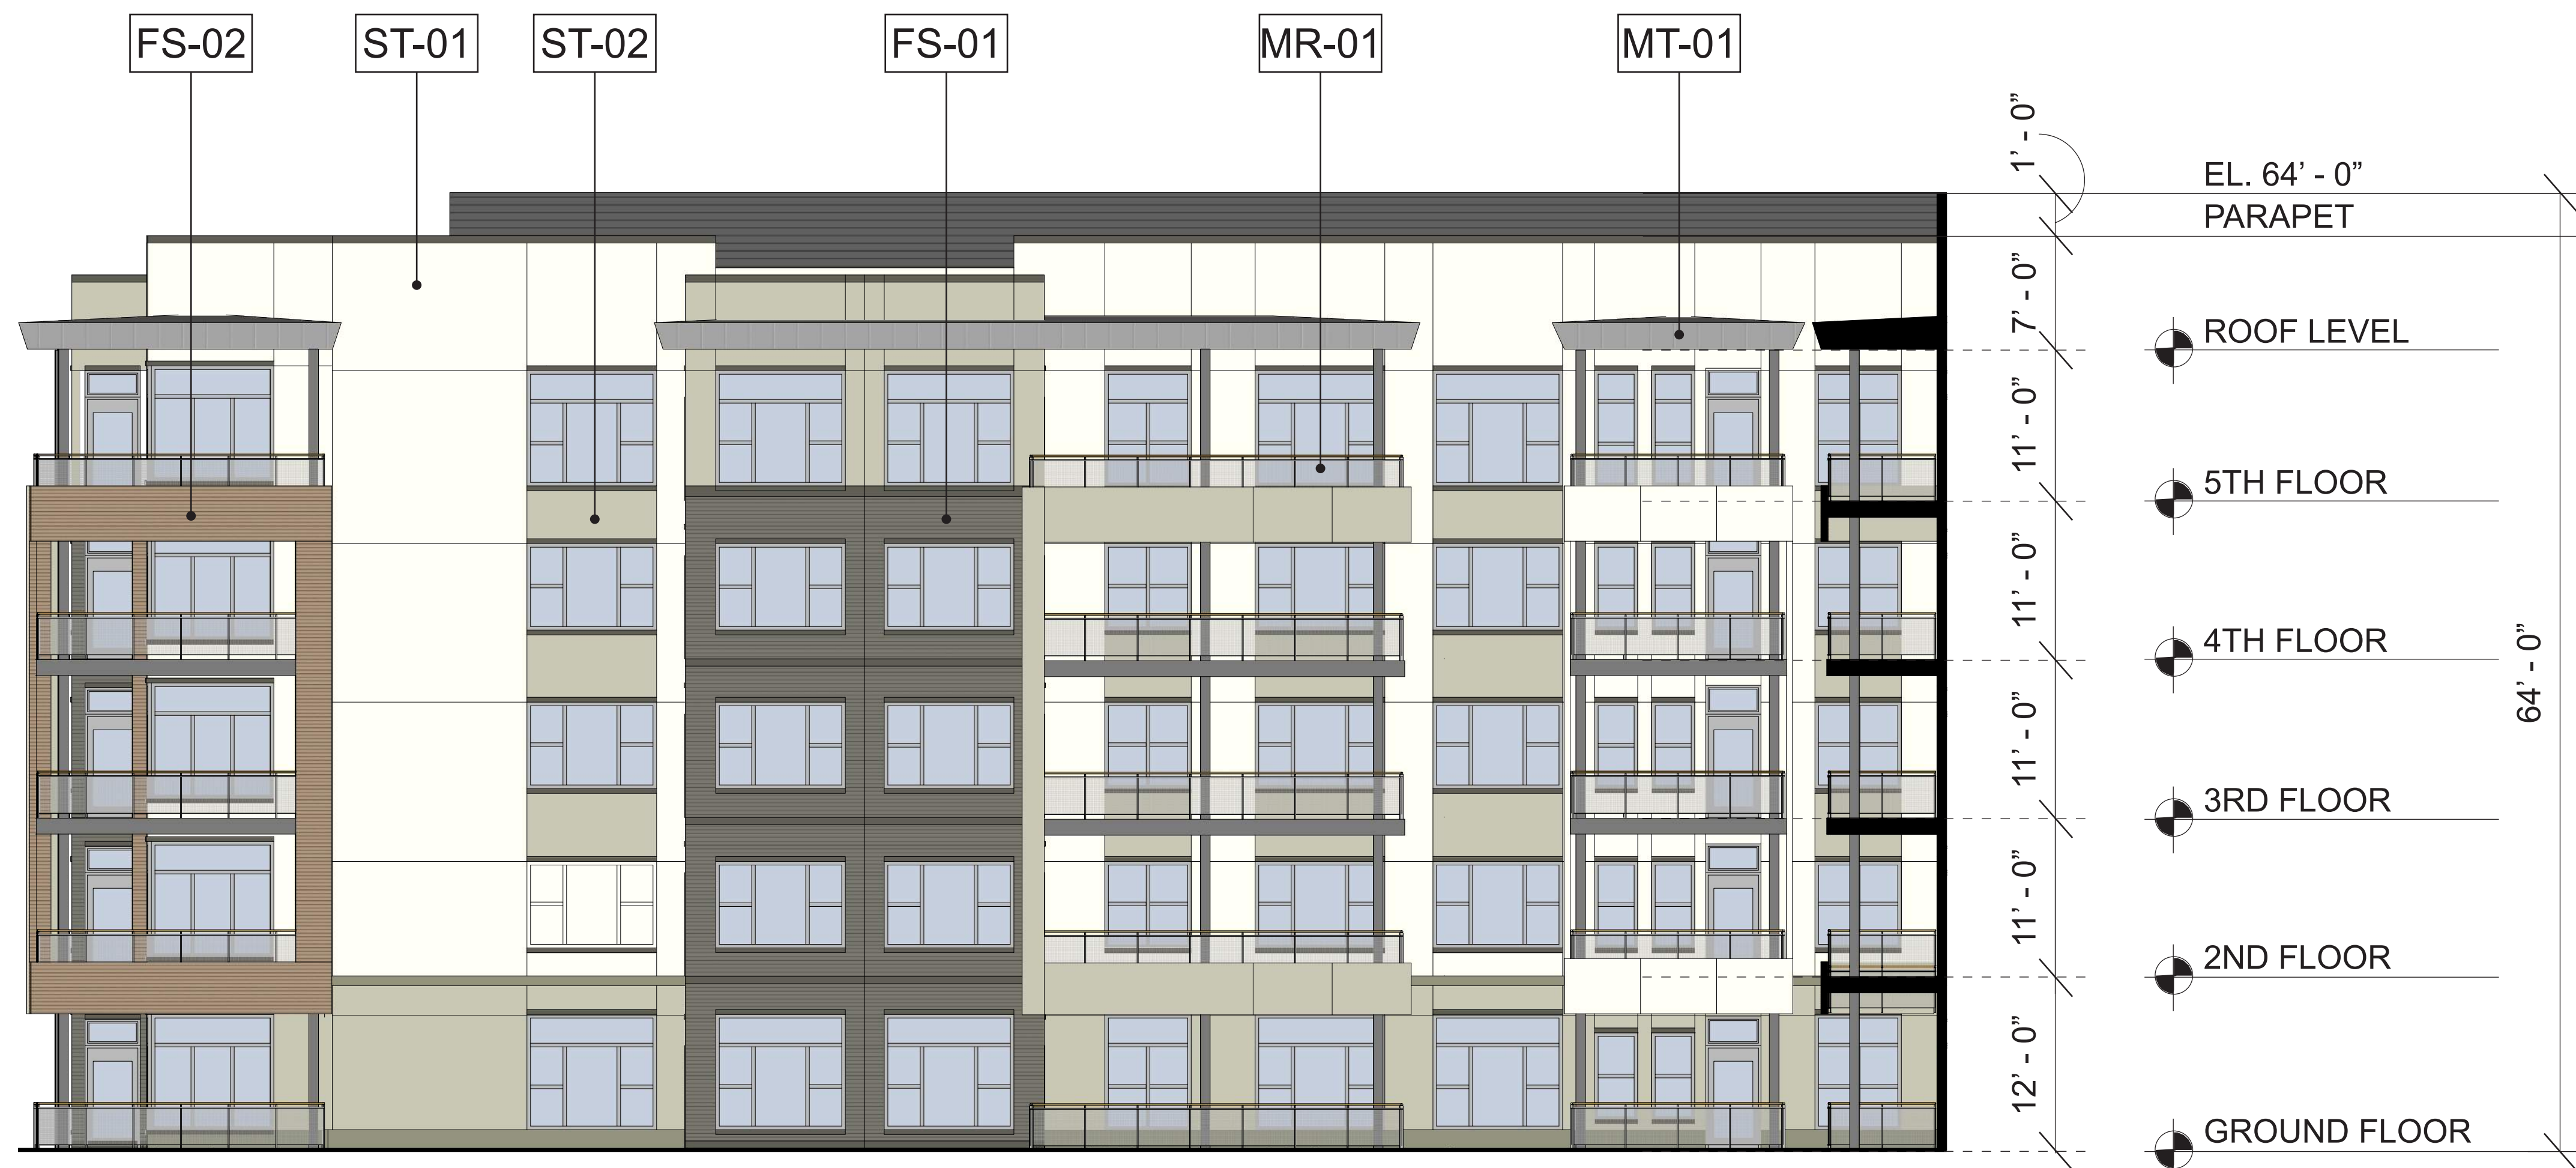 FS-02
ST-01
ST-02
FS-01
MR-01
MT-01
1’ - 0”
EL. 64’ - 0”
PARAPET
7’ - 0”
ROOF LEVEL
11’ - 0”
5TH FLOOR
11’ - 0”
4TH FLOOR
64’ - 0”
11’ - 0”
3RD FLOOR
11’ - 0”
2ND FLOOR
12’ - 0”
GROUND FLOOR